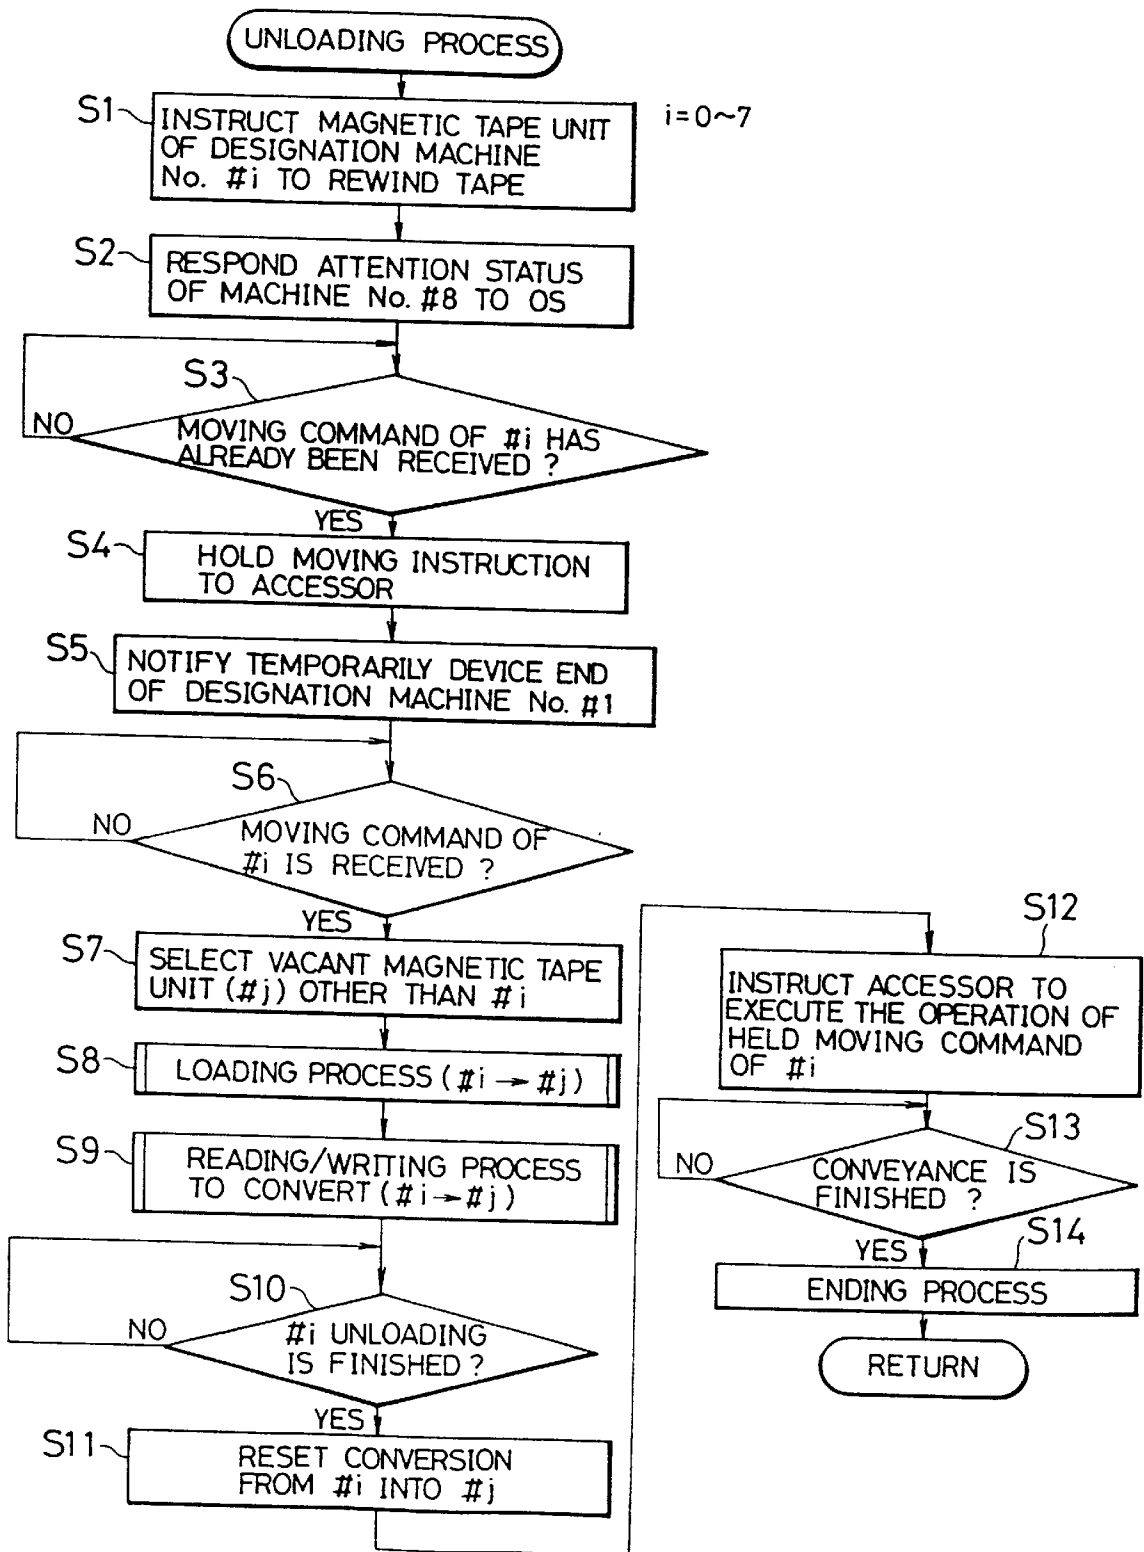 UNLOADING PROCESS
S1
INSTRUCT MAGNETIC TAPE UNIT
OF DESIGNATION MACHINE
No. #i TO REWIND TAPE
i=0~7
S2
RESPOND ATTENTION STATUS
OF MACHINE No. #8 TO OS
S3
NO
MOVING COMMAND OF #i HAS
ALREADY BEEN RECEIVED ?
YES
S4
HOLD MOVING INSTRUCTION
TO ACCESSOR
S5
NOTIFY TEMPORARILY DEVICE END
OF DESIGNATION MACHINE No. #1
S6
NO
MOVING COMMAND OF
#i IS RECEIVED ?
YES
S7
SELECT VACANT MAGNETIC TAPE
UNIT (#j) OTHER THAN #i
S8
LOADING PROCESS (#i → #j)
S9
READING/WRITING PROCESS
TO CONVERT (#i → #j)
S10
NO
#i UNLOADING
IS FINISHED ?
YES
S11
RESET CONVERSION
FROM #i INTO #j
S12
INSTRUCT ACCESSOR TO
EXECUTE THE OPERATION OF
HELD MOVING COMMAND
OF #i
S13
NO
CONVEYANCE IS
FINISHED ?
YES
S14
ENDING PROCESS
RETURN